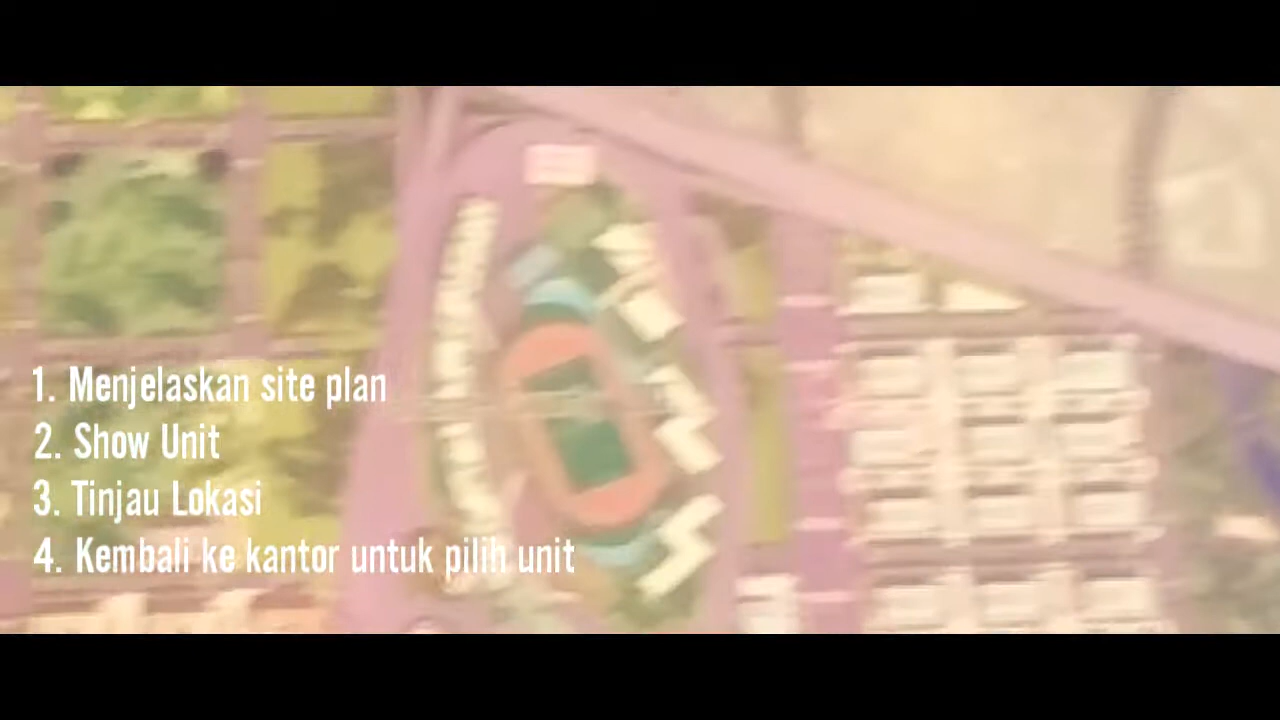 1. Menjelaskan site plan
2. Show Unit
3. Tinjau Lokasi
4. Kembali ke kantor untuk pilih unit